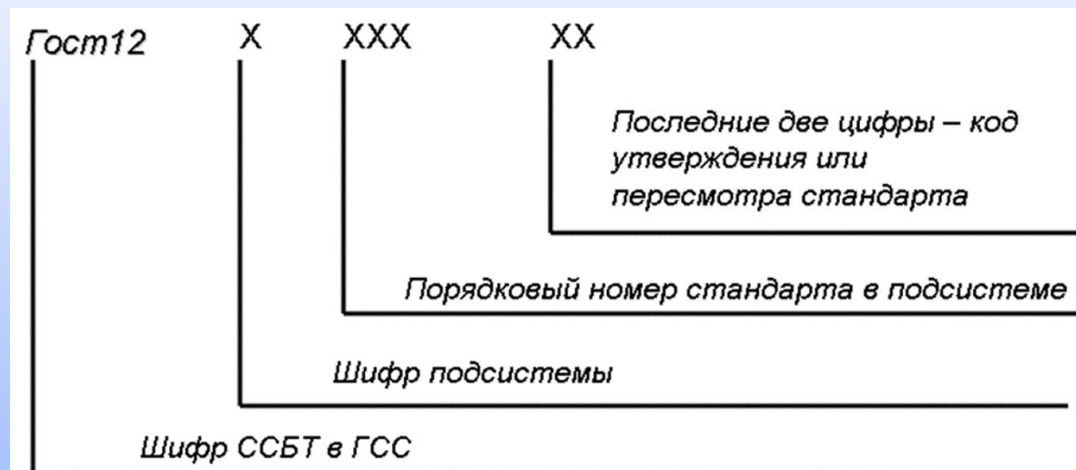 Гост12 X XXX XX
Последние две цифры – код
утверждения или
пересмотра стандарта
Порядковый номер стандарта в подсистеме
Шифр подсистемы
Шифр ССБТ в ГСС